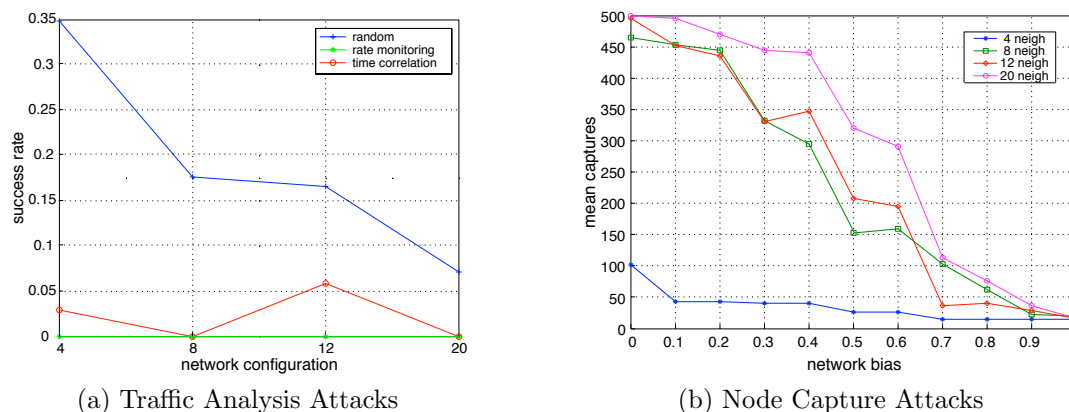 0.35
0.3
0.25
0.2
0.15
0.1
0.05
0
success rate
4
8
12
20
network configuration
random
rate monitoring
time correlation
(a) Traffic Analysis Attacks
500
450
400
350
300
250
200
150
100
50
0
mean captures
0 0.1 0.2 0.3 0.4 0.5 0.6 0.7 0.8 0.9
network bias
4 neigh
8 neigh
12 neigh
20 neigh
(b) Node Capture Attacks